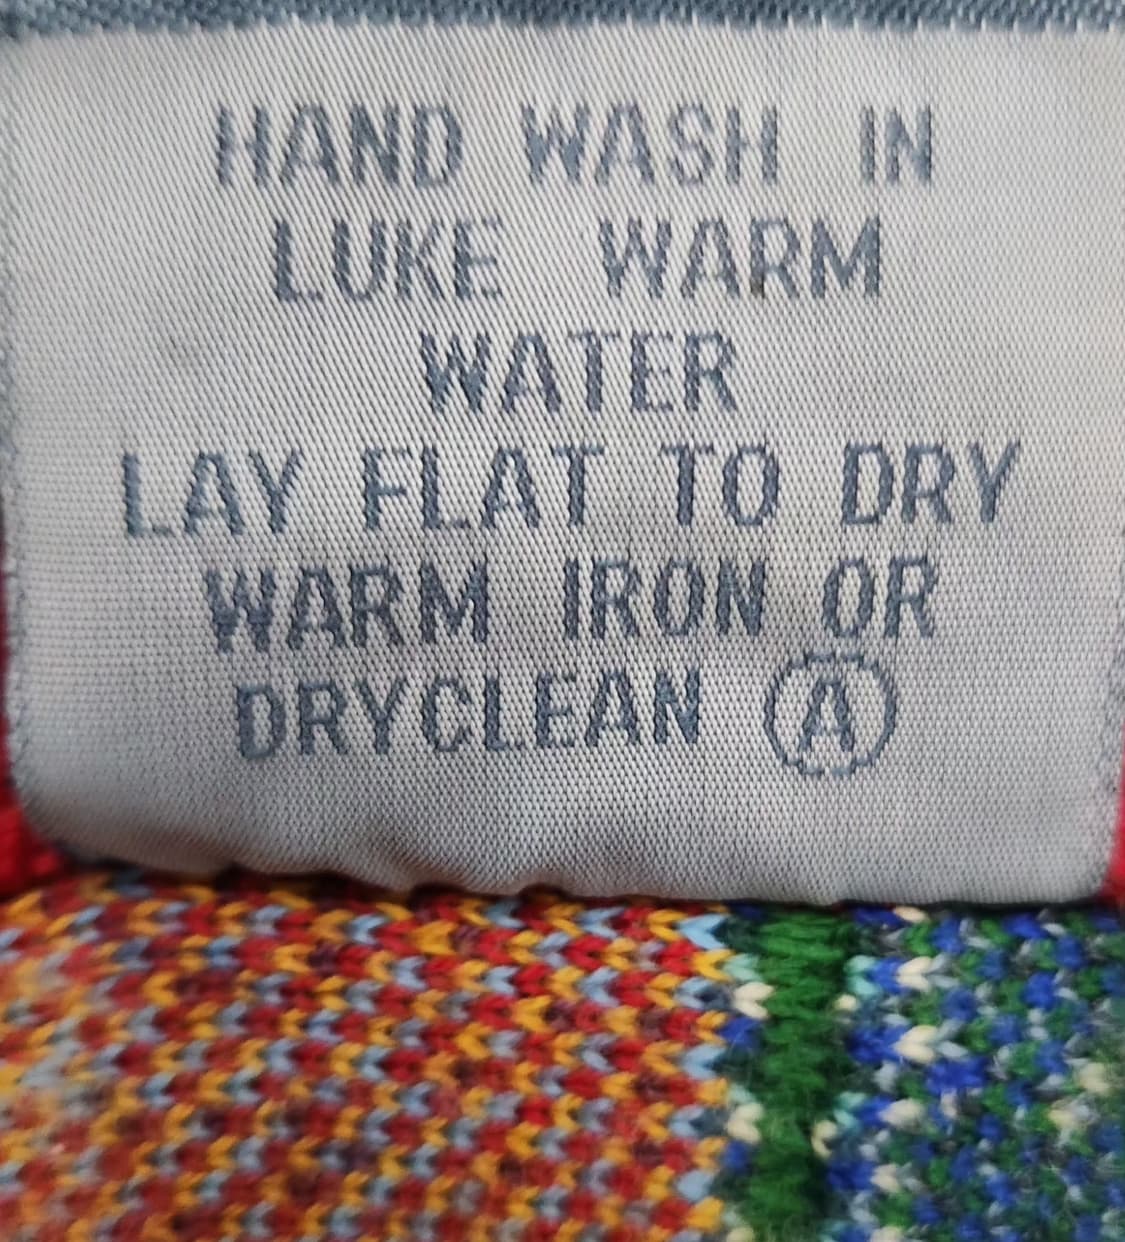 HAND WASH IN
LUKE WARM
WATER
LAY FLAT TO DRY
WARM IRON OR
DRYCLEAN Ⓐ